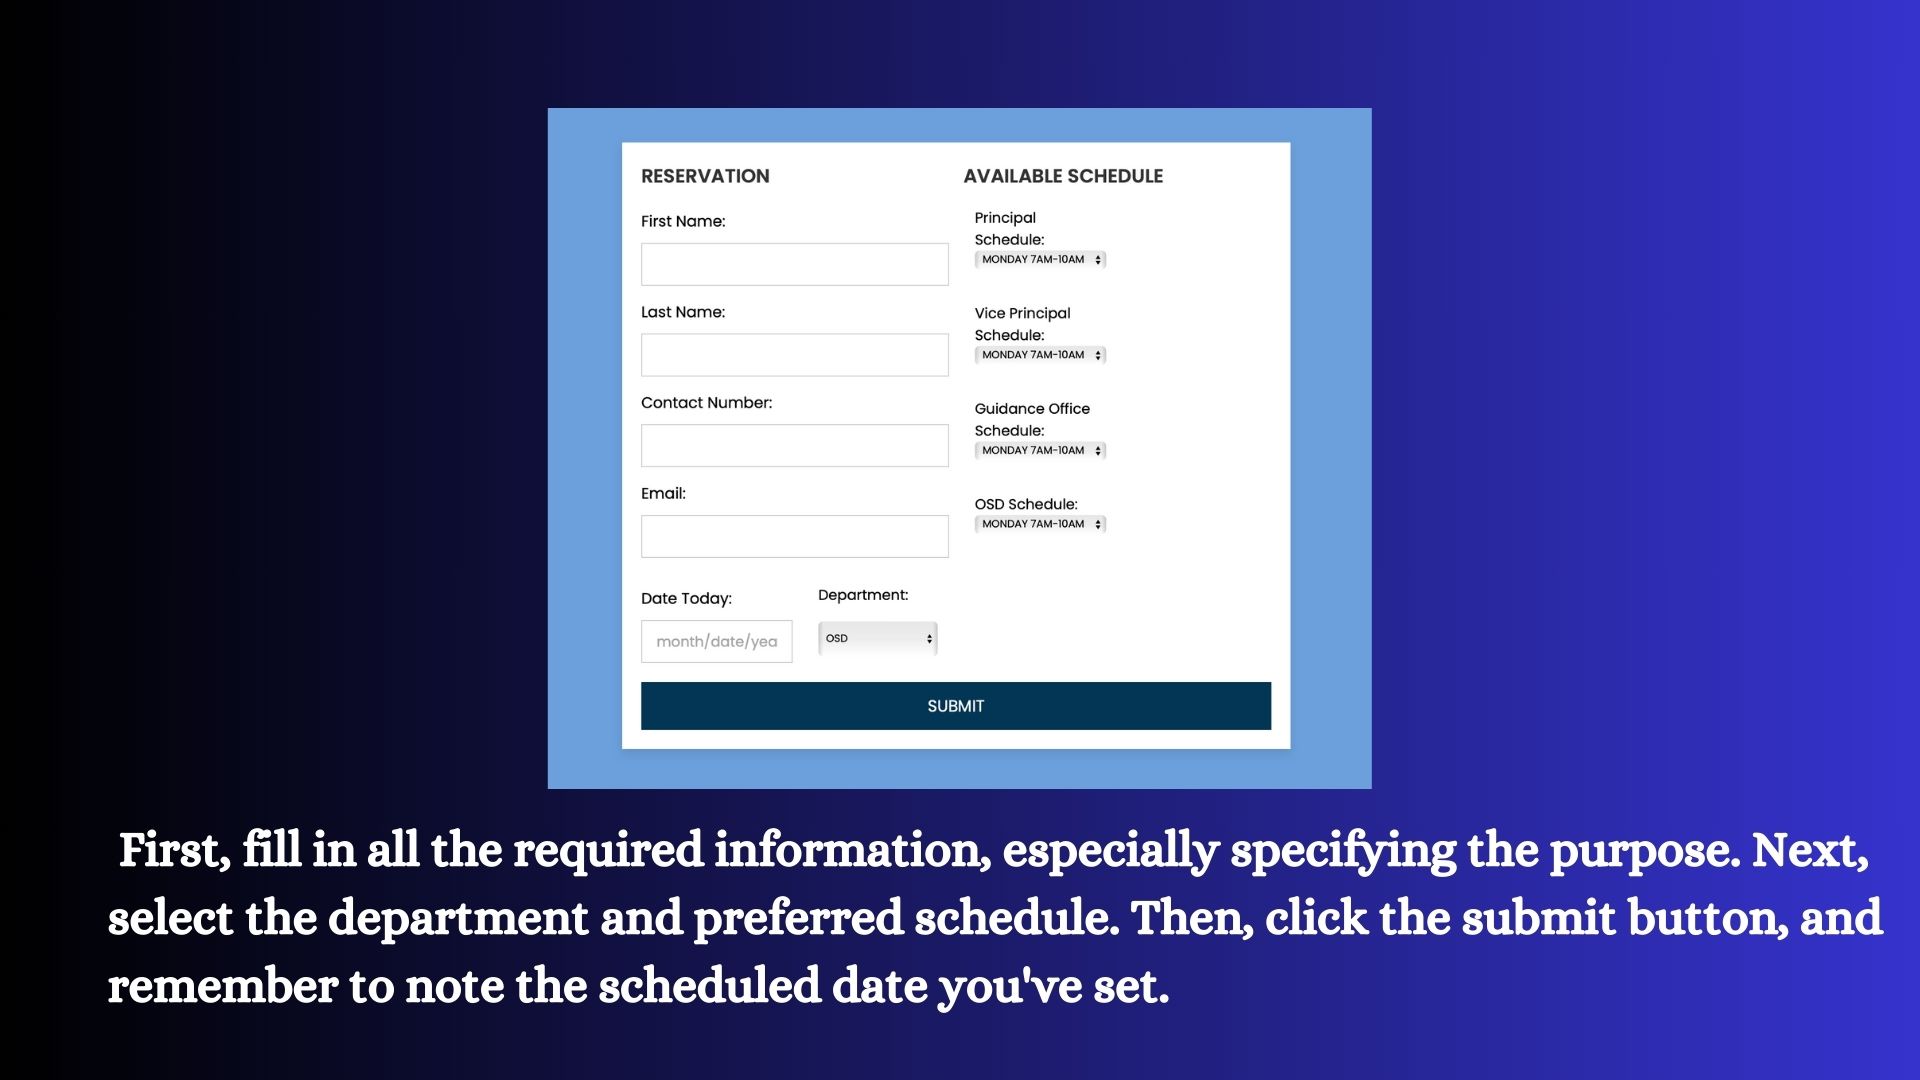 RESERVATION
First Name:
Last Name:
Contact Number:
Email:
Date Today:
month/date/yea
Department:
OSD
AVAILABLE SCHEDULE
Principal
Schedule:
MONDAY 7AM-10AM
Vice Principal
Schedule:
MONDAY 7AM-10AM
Guidance Office
Schedule:
MONDAY 7AM-10AM
OSD Schedule:
MONDAY 7AM-10AM
SUBMIT
First, fill in all the required information, especially specifying the purpose. Next,
select the department and preferred schedule. Then, click the submit button, and
remember to note the scheduled date you've set.